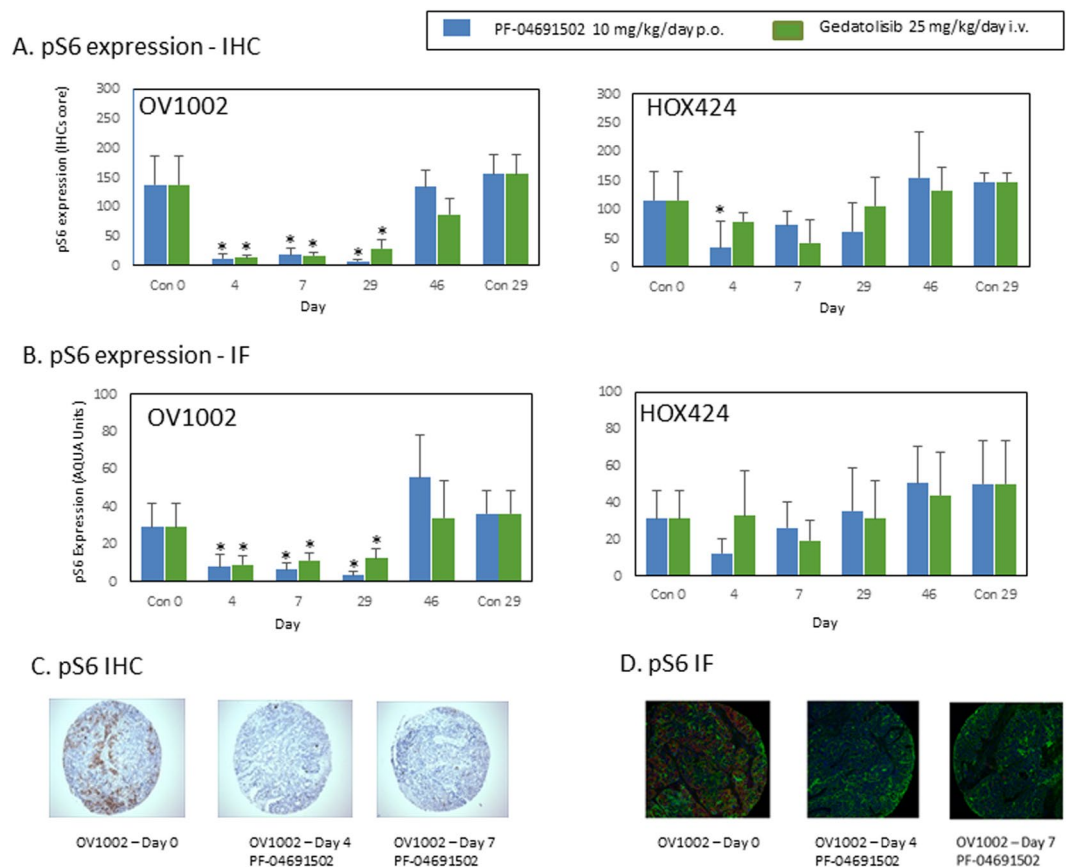 PF-04691502 10 mg/kg/day p.o.
Gedatolisib 25 mg/kg/day i.v.
A. pS6 expression - IHC
pS6 expression (IHCs core)
300
250
200
150
100
50
0
OV1002
* * * * * *
Con 0 4 7 29 46 Con 29
Day
300
250
200
150
100
50
0
HOX424
*
Con 0 4 7 29 46 Con 29
Day
B. pS6 expression - IF
pS6 Expression (AQUA Units)
100
80
60
40
20
0
OV1002
* * * * * *
Con 0 4 7 29 46 Con 29
Day
100
80
60
40
20
0
HOX424
Con 0 4 7 29 46 Con 29
Day
C. pS6 IHC
OV1002 – Day 0
OV1002 – Day 4
PF-04691502
OV1002 – Day 7
PF-04691502
D. pS6 IF
OV1002 – Day 0
OV1002 – Day 4
PF-04691502
OV1002 – Day 7
PF-04691502